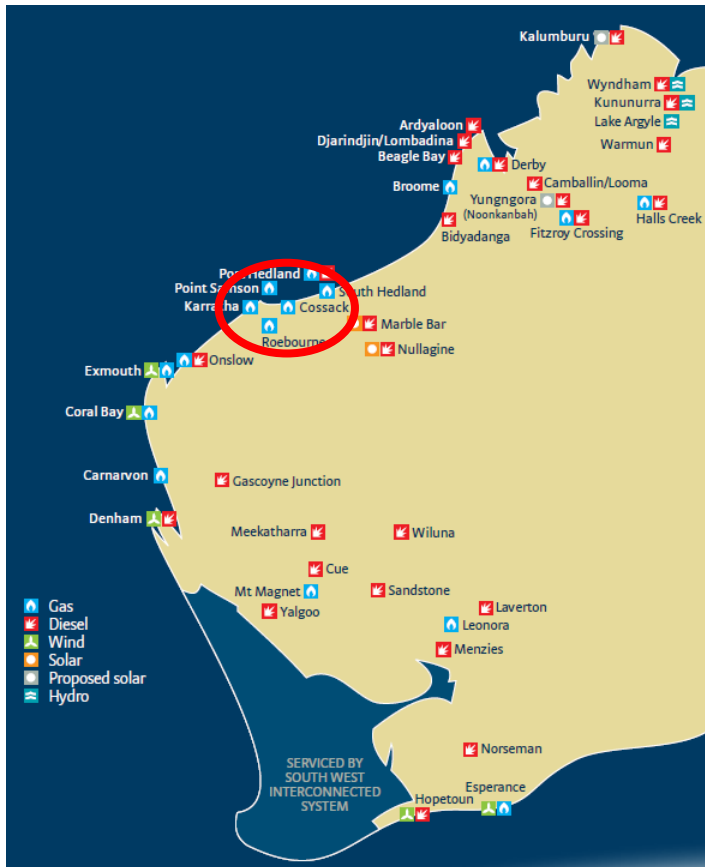 Kalumburu
Wyndham
Kununurra
Lake Argyle
Warmun
Ardyaloon
Djarindjin/Lombadina
Beagle Bay
Derby
Broome
Camballin/Looma
Yungngora
(Noonkanbah)
Halls Creek
Fitzroy Crossing
Bidyadanga
Port Hedland
Point Samson
South Hedland
Karratha
Cossack
Marble Bar
Roebourne
Nullagine
Onslow
Exmouth
Coral Bay
Carnarvon
Gascoyne Junction
Denham
Meekatharra
Wiluna
Cue
Mt Magnet
Sandstone
Yalgoo
Laverton
Leonora
Menzies
Gas
Diesel
Wind
Solar
Proposed solar
Hydro
SERVICED BY
SOUTH WEST
INTERCONNECTED
SYSTEM
Norseman
Esperance
Hopetoun